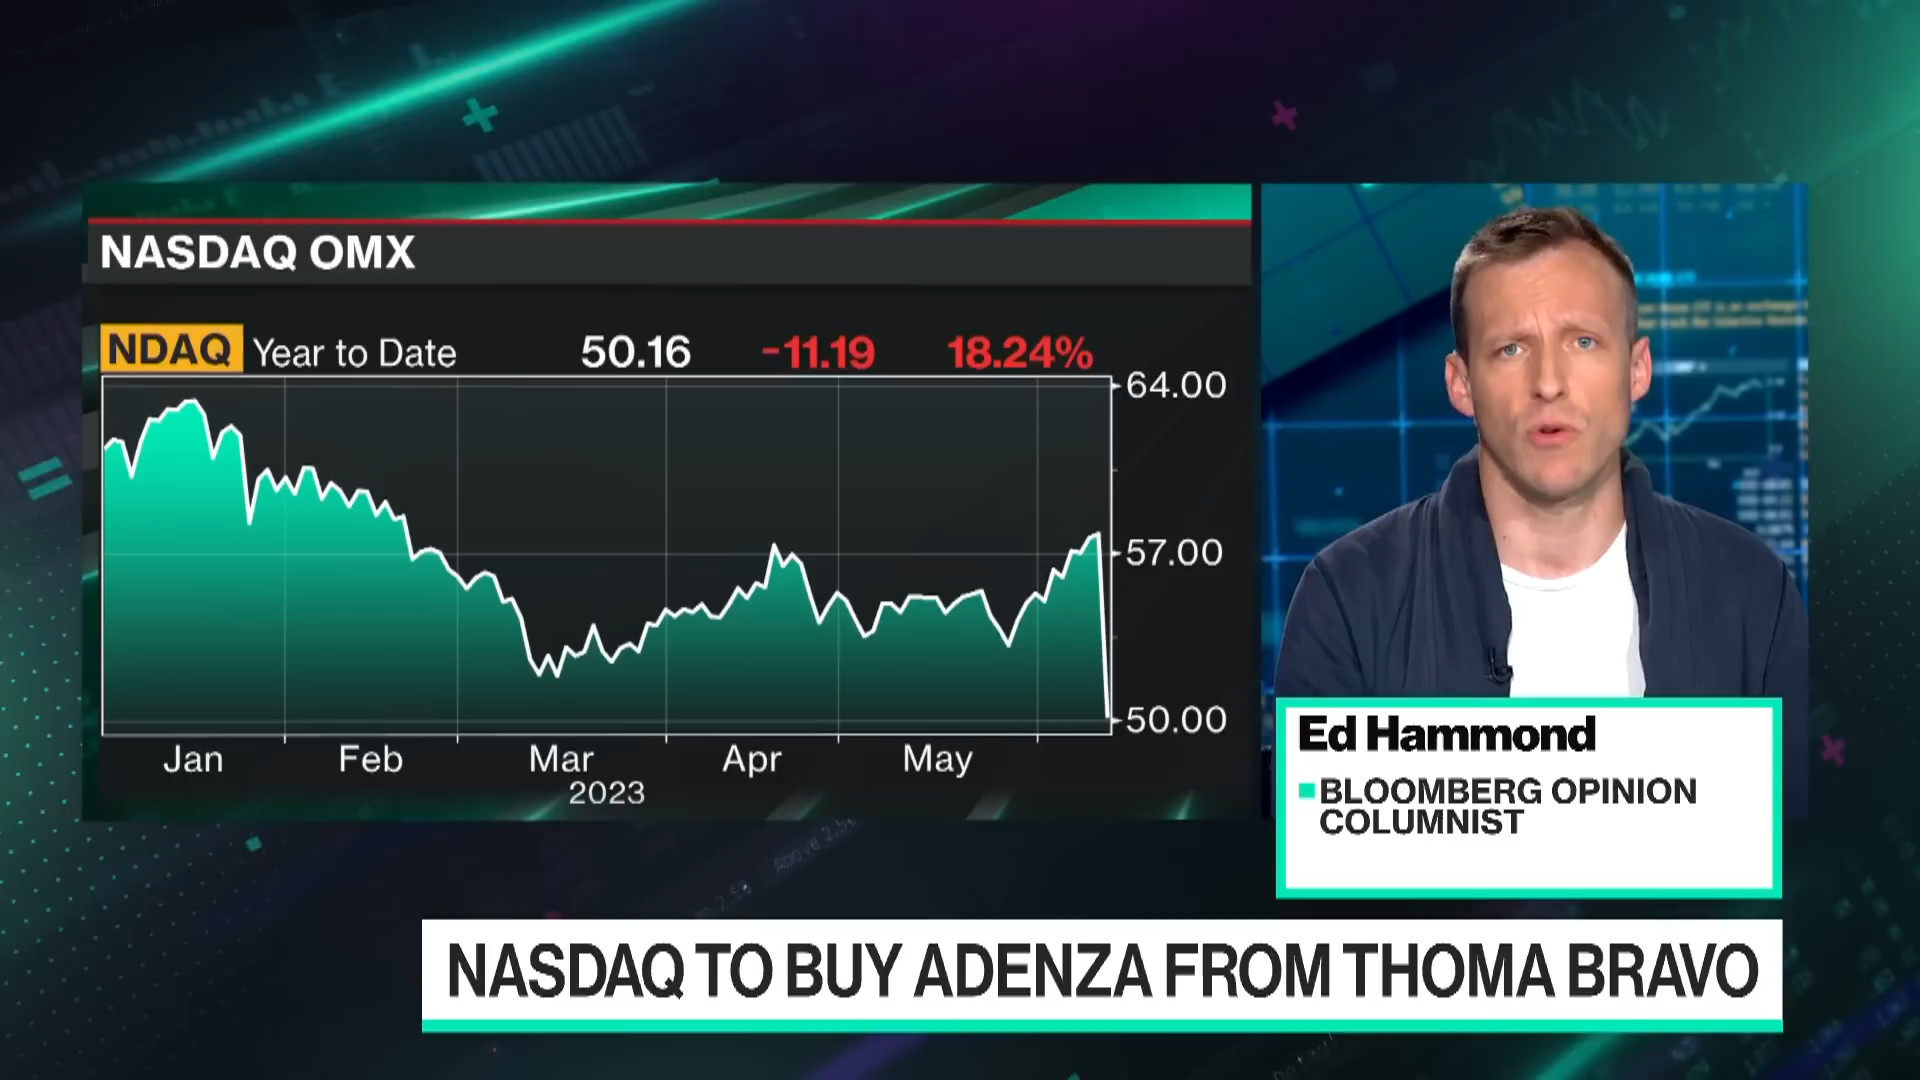 NASDAQ OMX
NDAQ Year to Date 50.16 -11.19 18.24%
64.00
57.00
50.00
Jan Feb Mar Apr May
2023
Ed Hammond
BLOOMBERG OPINION
COLUMNIST
NASDAQ TO BUY ADENZA FROM THOMA BRAVO